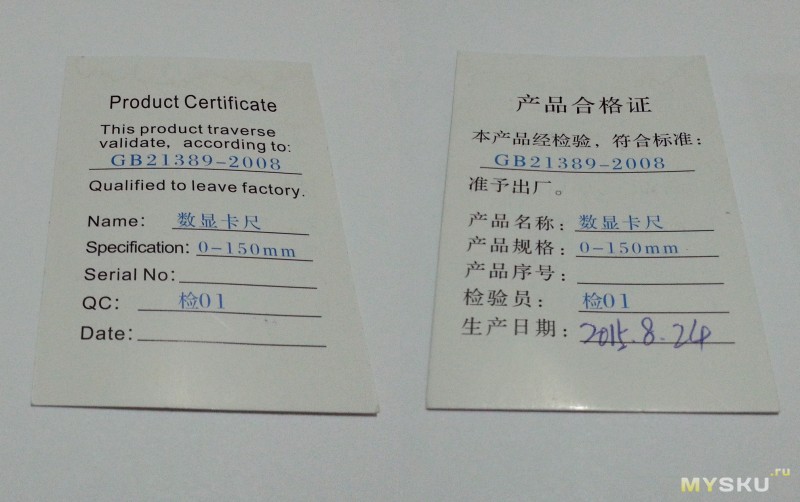 Product Certificate
This product traverse
validate, according to:
GB21389-2008
Qualified to leave factory.
Name: 数显卡尺
Specification: 0-150mm
Serial No:
QC: 检01
Date:
产品合格证
本产品经检验，符合标准：
GB21389-2008
准予出厂。
产品名称：数显卡尺
产品规格：0-150mm
产品序号：
检验员：检01
生产日期：2015.8.24
MYSKU.ru